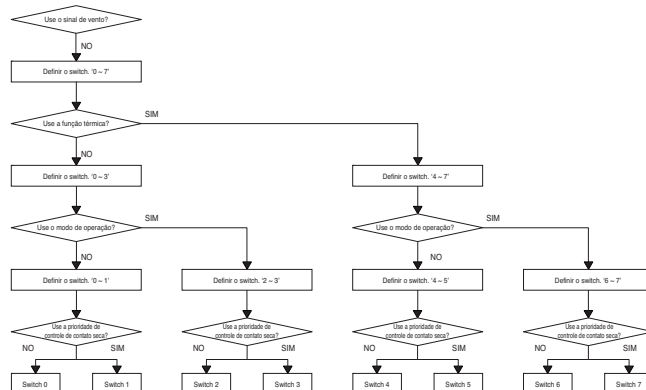 Use o sinal de vento?
NO
Definir o switch. '0 ~ 7'
SIM
Use a função térmica?
NO
Definir o switch. '0 ~ 3'
Definir o switch. '4 ~ 7'
SIM
SIM
Use o modo de operação?
Use o modo de operação?
NO
NO
Definir o switch. '0 ~ 1'
Definir o switch. '2 ~ 3'
Definir o switch. '4 ~ 5'
Definir o switch. '6 ~ 7'
Use a prioridade de
controle de contato seca?
Use a prioridade de
controle de contato seca?
Use a prioridade de
controle de contato seca?
Use a prioridade de
controle de contato seca?
NO
SIM
NO
SIM
NO
SIM
NO
SIM
Switch 0
Switch 1
Switch 2
Switch 3
Switch 4
Switch 5
Switch 6
Switch 7